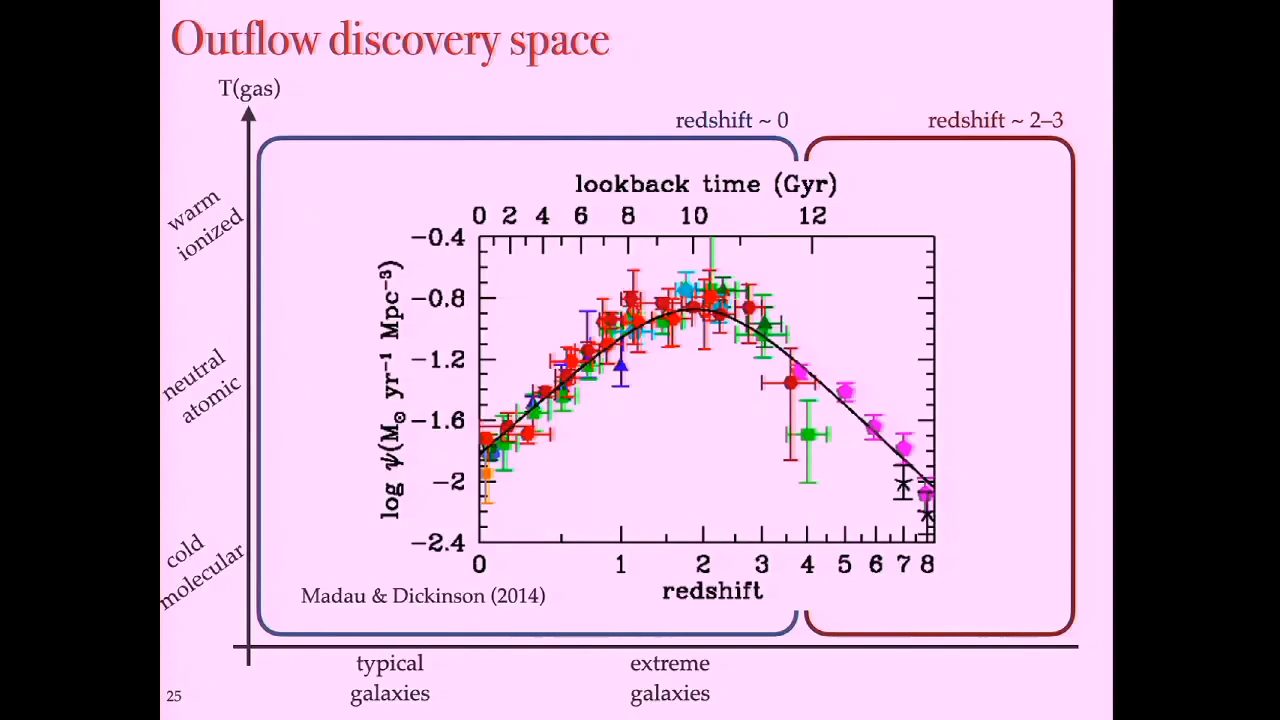 Outflow discovery space
T(gas)
redshift ~ 0
redshift ~ 2–3
warm
ionized
neutral
atomic
cold
molecular
lookback time (Gyr)
0 2 4 6 8 10 12
log ψ(M☉ yr⁻¹ Mpc⁻³)
−0.4
−0.8
−1.2
−1.6
−2
−2.4
0 1 2 3 4 5 6 7 8
redshift
Madau & Dickinson (2014)
typical
galaxies
extreme
galaxies
25